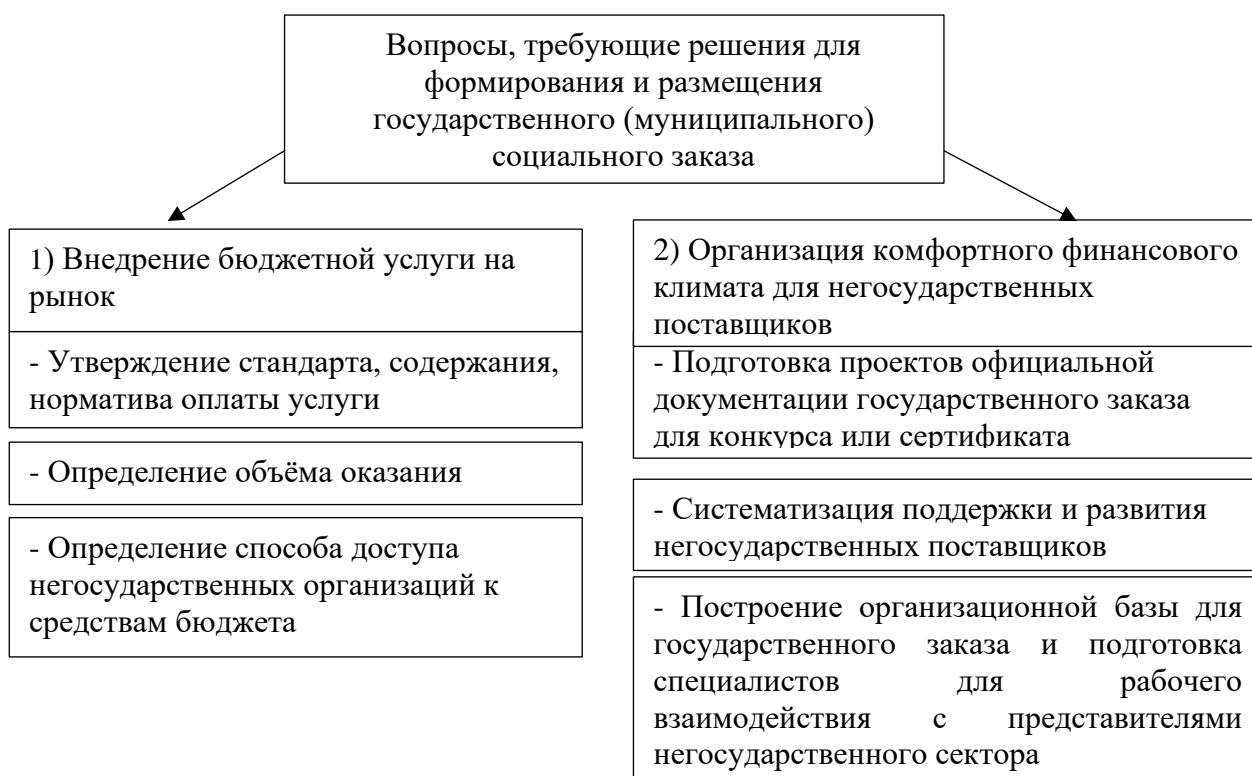 Вопросы, требующие решения для
формирования и размещения
государственного (муниципального)
социального заказа
1) Внедрение бюджетной услуги на
рынок
- Утверждение стандарта, содержания,
норматива оплаты услуги
- Определение объёма оказания
- Определение способа доступа
негосударственных организаций к
средствам бюджета
2) Организация комфортного финансового
климата для негосударственных
поставщиков
- Подготовка проектов официальной
документации государственного заказа
для конкурса или сертификата
- Систематизация поддержки и развития
негосударственных поставщиков
- Построение организационной базы для
государственного заказа и подготовка
специалистов для рабочего
взаимодействия с представителями
негосударственного сектора